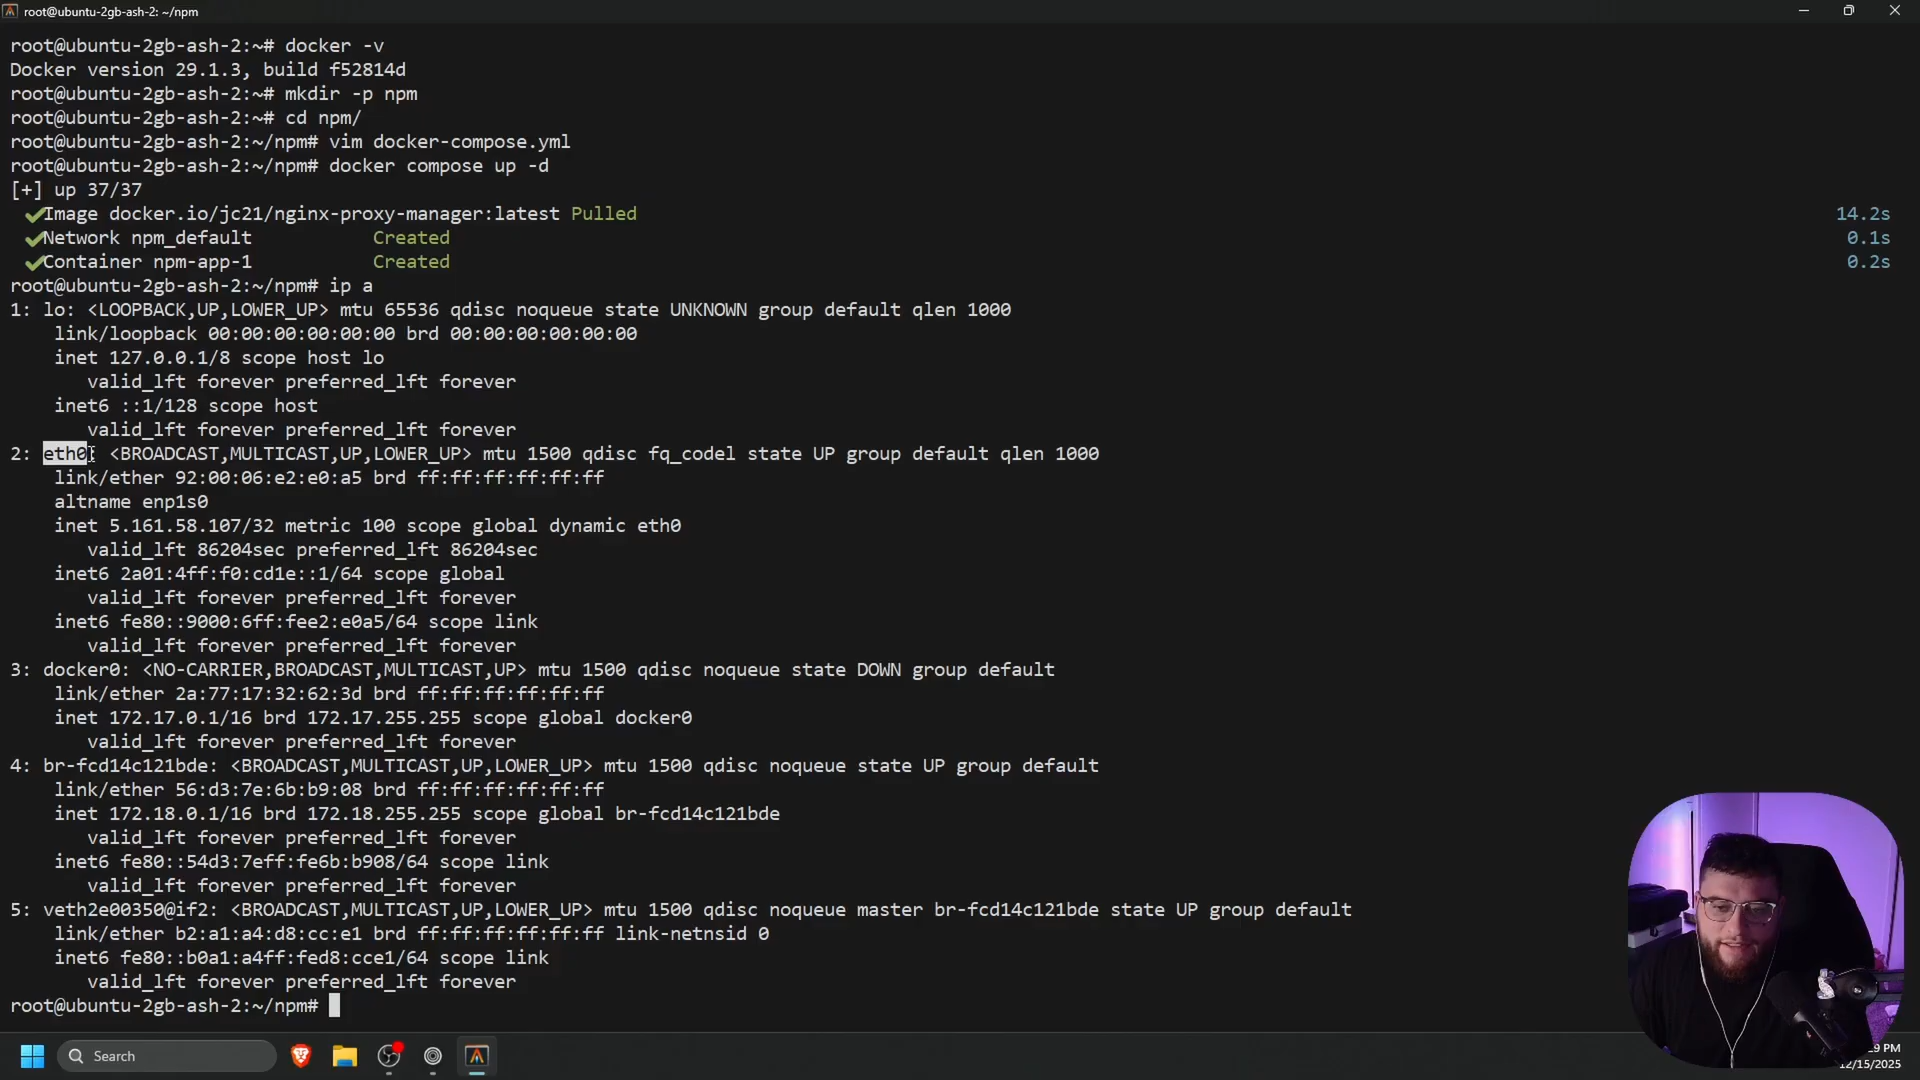 root@ubuntu-2gb-ash-2: ~/npm
root@ubuntu-2gb-ash-2:~# docker -v
Docker version 29.1.3, build f52814d
root@ubuntu-2gb-ash-2:~# mkdir -p npm
root@ubuntu-2gb-ash-2:~# cd npm/
root@ubuntu-2gb-ash-2:~/npm# vim docker-compose.yml
root@ubuntu-2gb-ash-2:~/npm# docker compose up -d
[+] up 37/37
Image docker.io/jc21/nginx-proxy-manager:latest Pulled 14.2s
Network npm_default Created 0.1s
Container npm-app-1 Created 0.2s
root@ubuntu-2gb-ash-2:~/npm# ip a
1: lo: <LOOPBACK,UP,LOWER_UP> mtu 65536 qdisc noqueue state UNKNOWN group default qlen 1000
link/loopback 00:00:00:00:00:00 brd 00:00:00:00:00:00
inet 127.0.0.1/8 scope host lo
valid_lft forever preferred_lft forever
inet6 ::1/128 scope host
valid_lft forever preferred_lft forever
2: eth0: <BROADCAST,MULTICAST,UP,LOWER_UP> mtu 1500 qdisc fq_codel state UP group default qlen 1000
link/ether 92:00:06:e2:e0:a5 brd ff:ff:ff:ff:ff:ff
altname enp1s0
inet 5.161.58.107/32 metric 100 scope global dynamic eth0
valid_lft 86204sec preferred_lft 86204sec
inet6 2a01:4ff:f0:cd1e::1/64 scope global
valid_lft forever preferred_lft forever
inet6 fe80::9000:6ff:fee2:e0a5/64 scope link
valid_lft forever preferred_lft forever
3: docker0: <NO-CARRIER,BROADCAST,MULTICAST,UP> mtu 1500 qdisc noqueue state DOWN group default
link/ether 2a:77:17:32:62:3d brd ff:ff:ff:ff:ff:ff
inet 172.17.0.1/16 brd 172.17.255.255 scope global docker0
valid_lft forever preferred_lft forever
4: br-fcd14c121bde: <BROADCAST,MULTICAST,UP,LOWER_UP> mtu 1500 qdisc noqueue state UP group default
link/ether 56:d3:7e:6b:b9:08 brd ff:ff:ff:ff:ff:ff
inet 172.18.0.1/16 brd 172.18.255.255 scope global br-fcd14c121bde
valid_lft forever preferred_lft forever
inet6 fe80::54d3:7eff:fe6b:b908/64 scope link
valid_lft forever preferred_lft forever
5: veth2e00350@if2: <BROADCAST,MULTICAST,UP,LOWER_UP> mtu 1500 qdisc noqueue master br-fcd14c121bde state UP group default
link/ether b2:a1:a4:d8:cc:e1 brd ff:ff:ff:ff:ff:ff link-netnsid 0
inet6 fe80::b0a1:a4ff:fed8:cce1/64 scope link
valid_lft forever preferred_lft forever
root@ubuntu-2gb-ash-2:~/npm#
Search
PM
12/15/2025